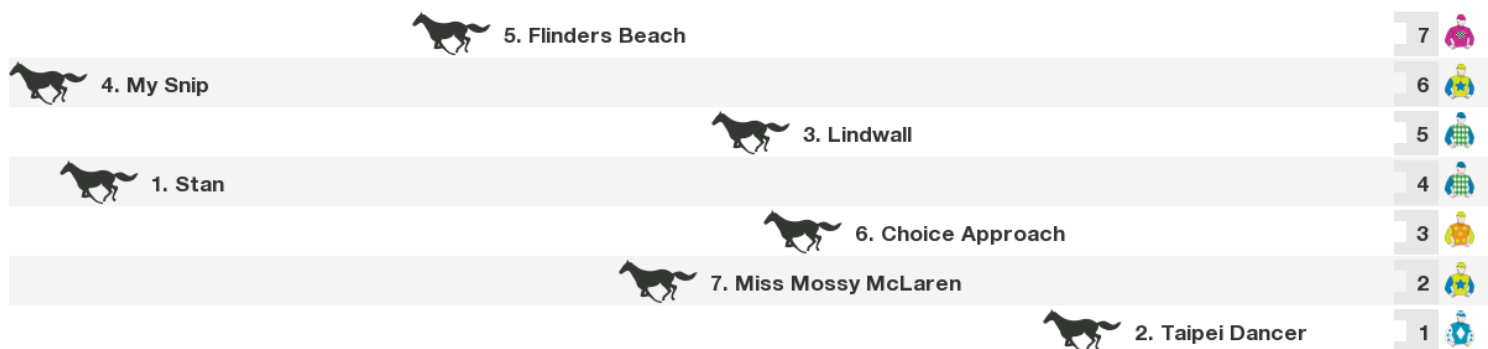 5. Flinders Beach 7
4. My Snip 6
3. Lindwall 5
1. Stan 4
6. Choice Approach 3
7. Miss Mossy McLaren 2
2. Taipei Dancer 1